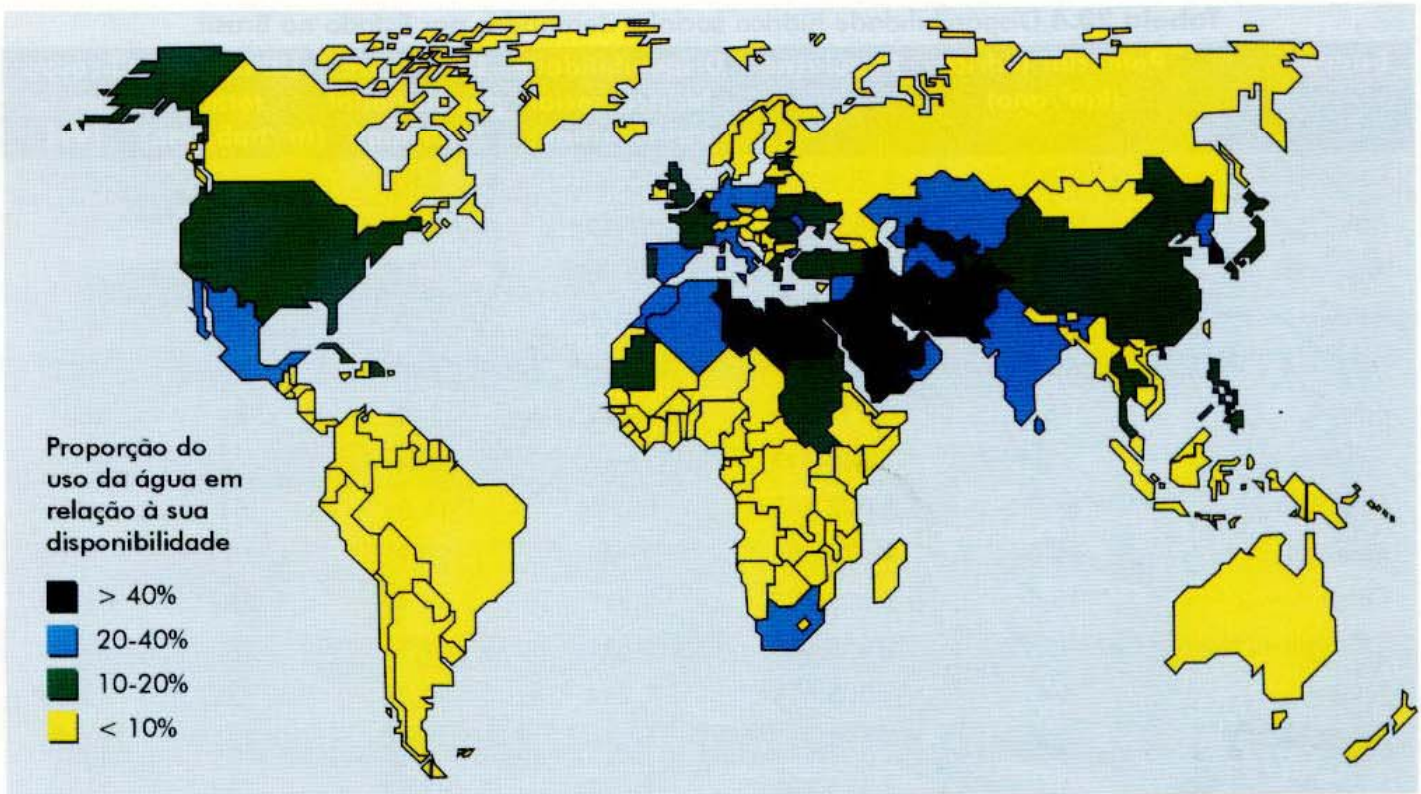 Proporção do
uso da água em
relação à sua
disponibilidade
> 40%
20-40%
10-20%
< 10%